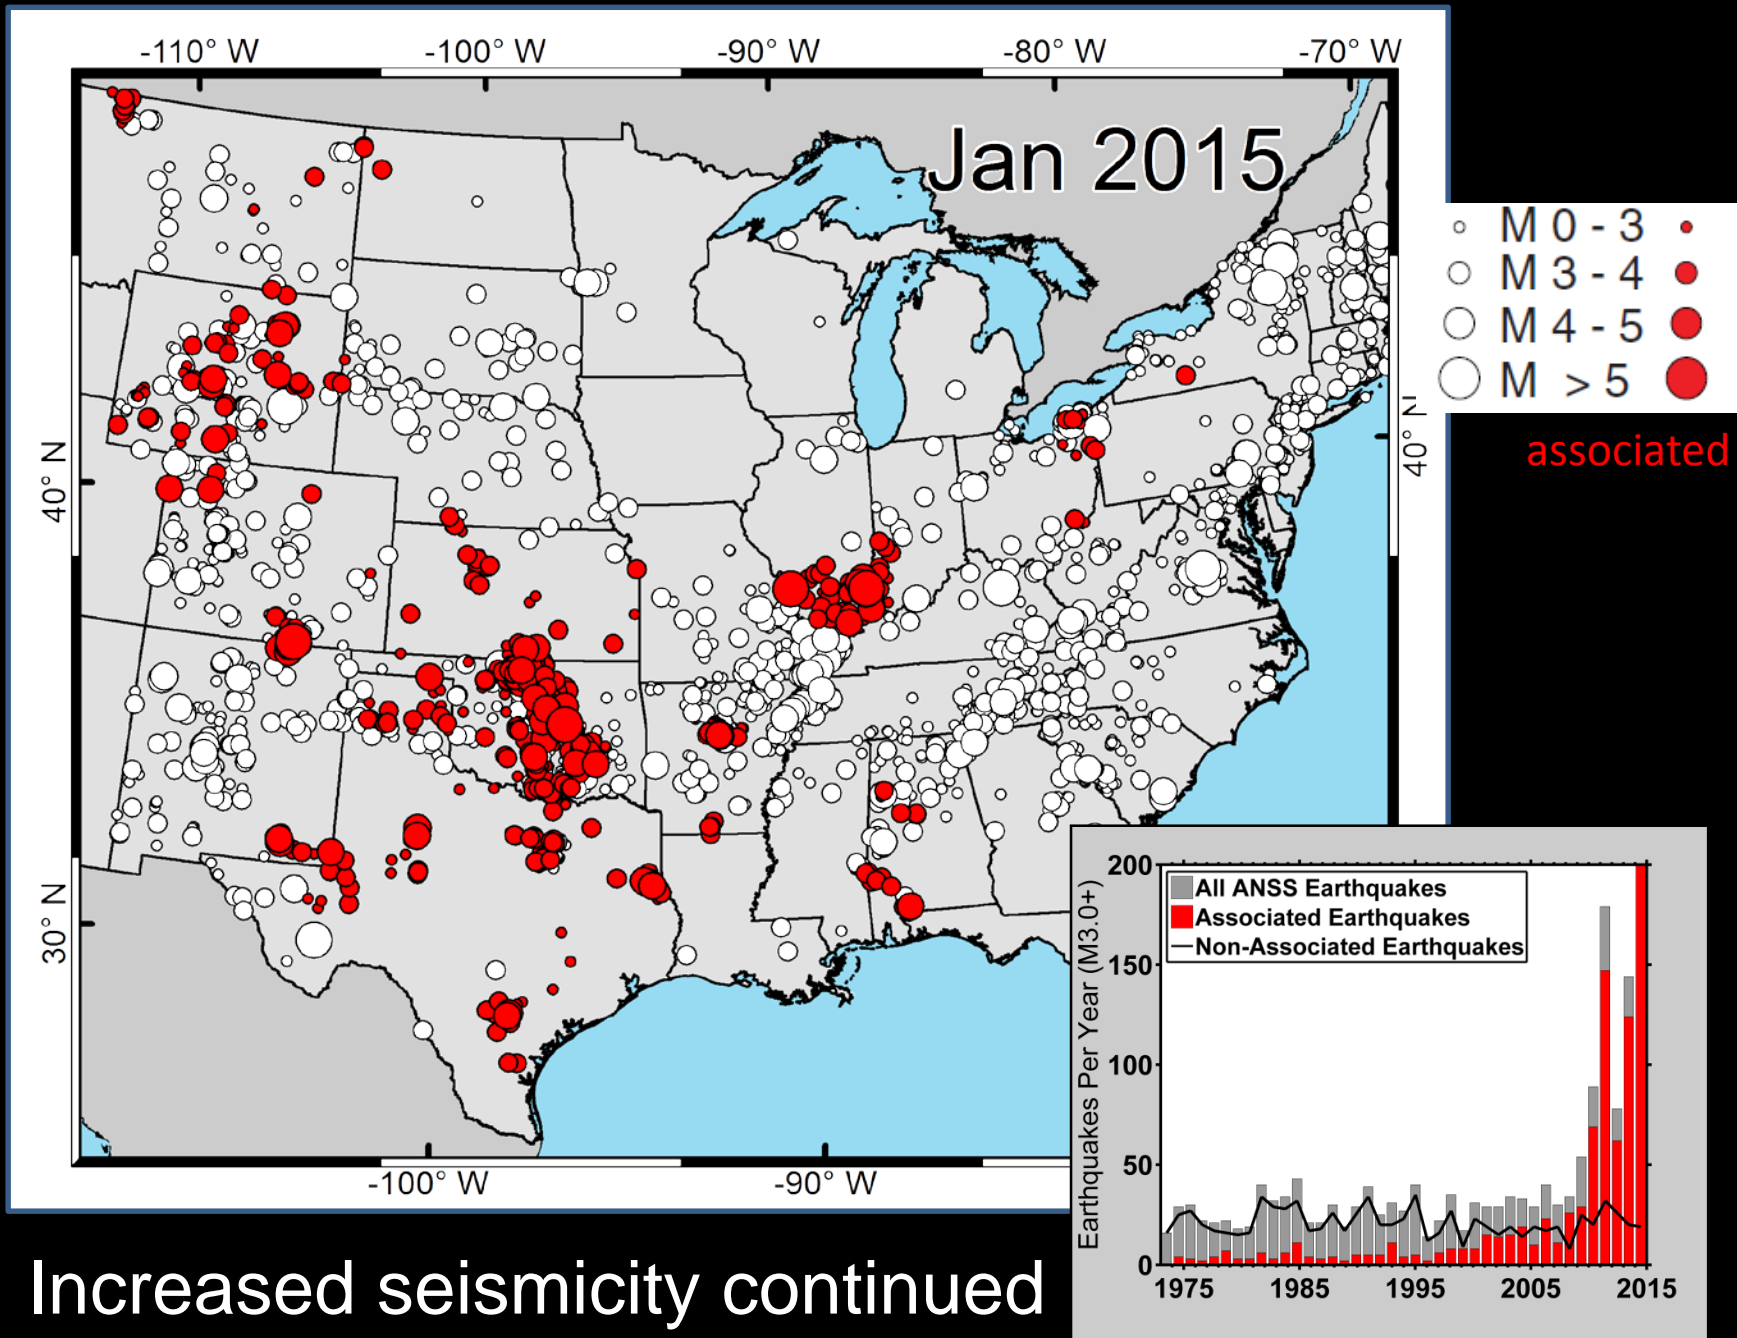 -110° W -100° W -90° W -80° W -70° W
Jan 2015
M 0 - 3
M 3 - 4
M 4 - 5
M > 5
associated
40° N
40° N
30° N
-100° W -90° W
200
150
100
50
0
Earthquakes Per Year (M3.0+)
All ANSS Earthquakes
Associated Earthquakes
Non-Associated Earthquakes
1975 1985 1995 2005 2015
Increased seismicity continued